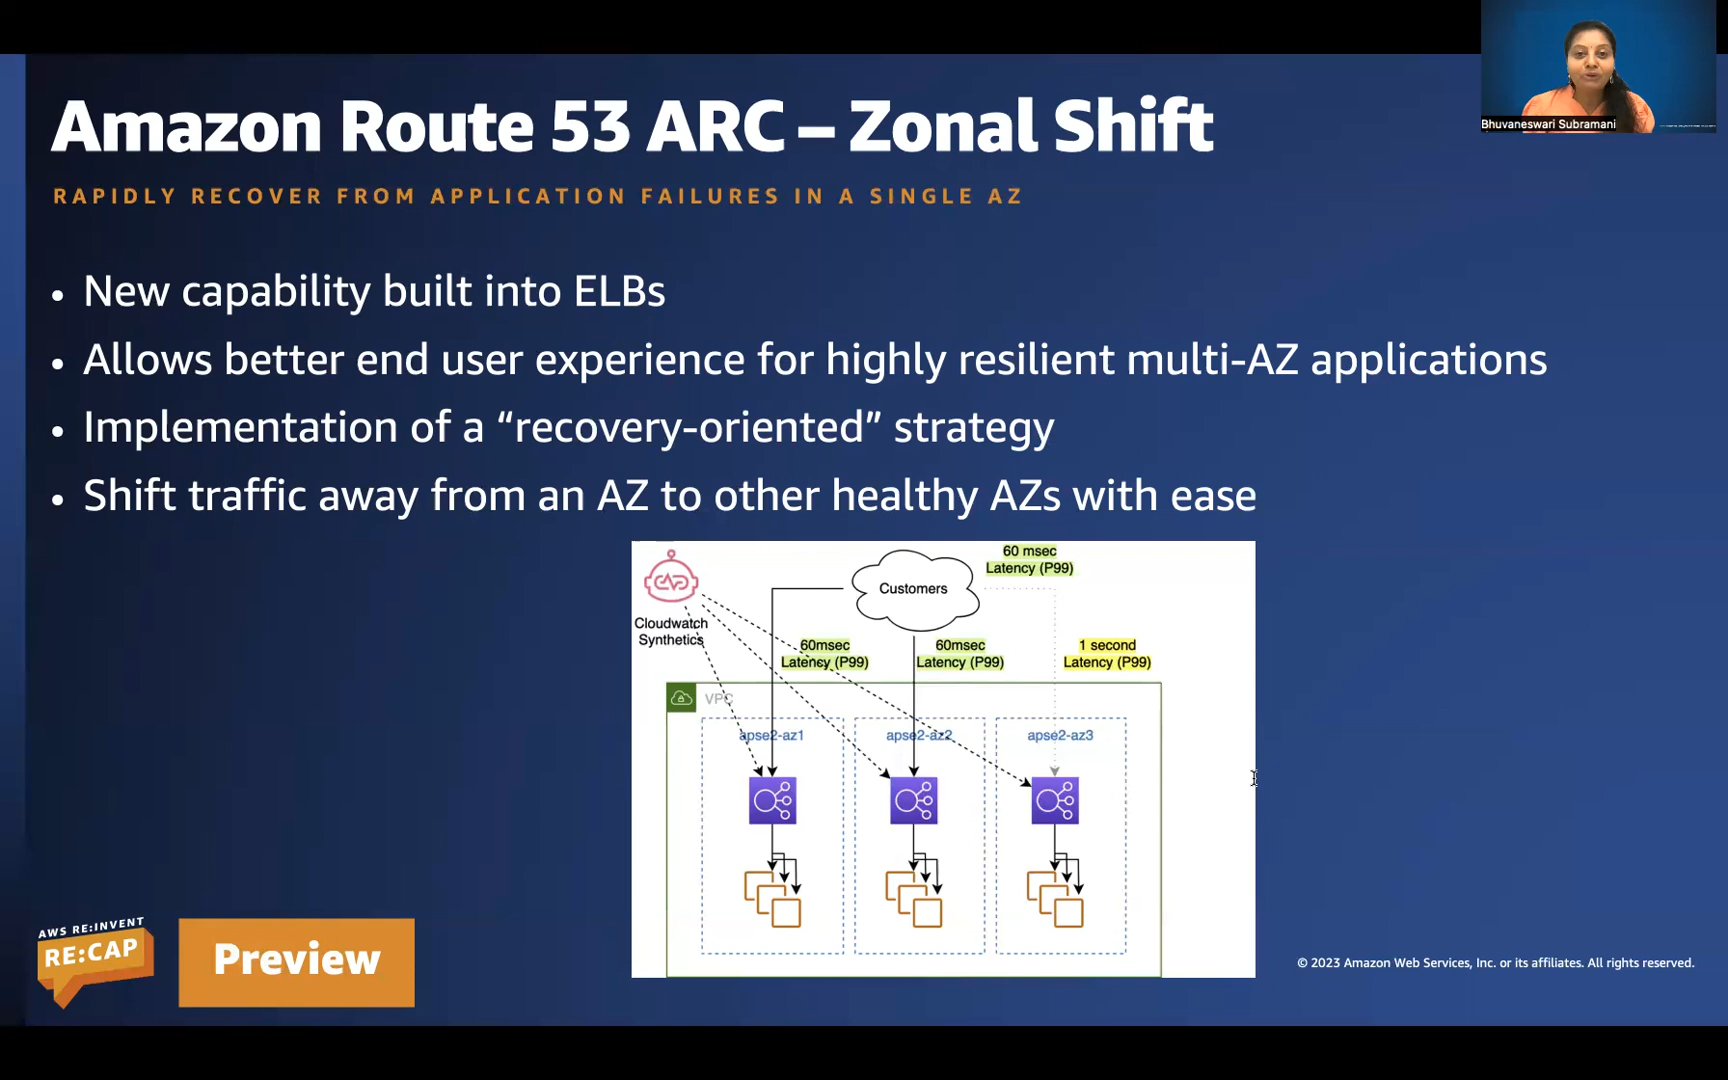 Bhuvaneswari Subramani
Amazon Route 53 ARC – Zonal Shift
RAPIDLY RECOVER FROM APPLICATION FAILURES IN A SINGLE AZ
• New capability built into ELBs
• Allows better end user experience for highly resilient multi-AZ applications
• Implementation of a “recovery-oriented” strategy
• Shift traffic away from an AZ to other healthy AZs with ease
60 msec
Latency (P99)
Customers
Cloudwatch
Synthetics
60msec
Latency (P99)
60msec
Latency (P99)
1 second
Latency (P99)
VPC
apse2-az1
apse2-az2
apse2-az3
AWS RE:INVENT
RE:CAP
Preview
© 2023 Amazon Web Services, Inc. or its affiliates. All rights reserved.